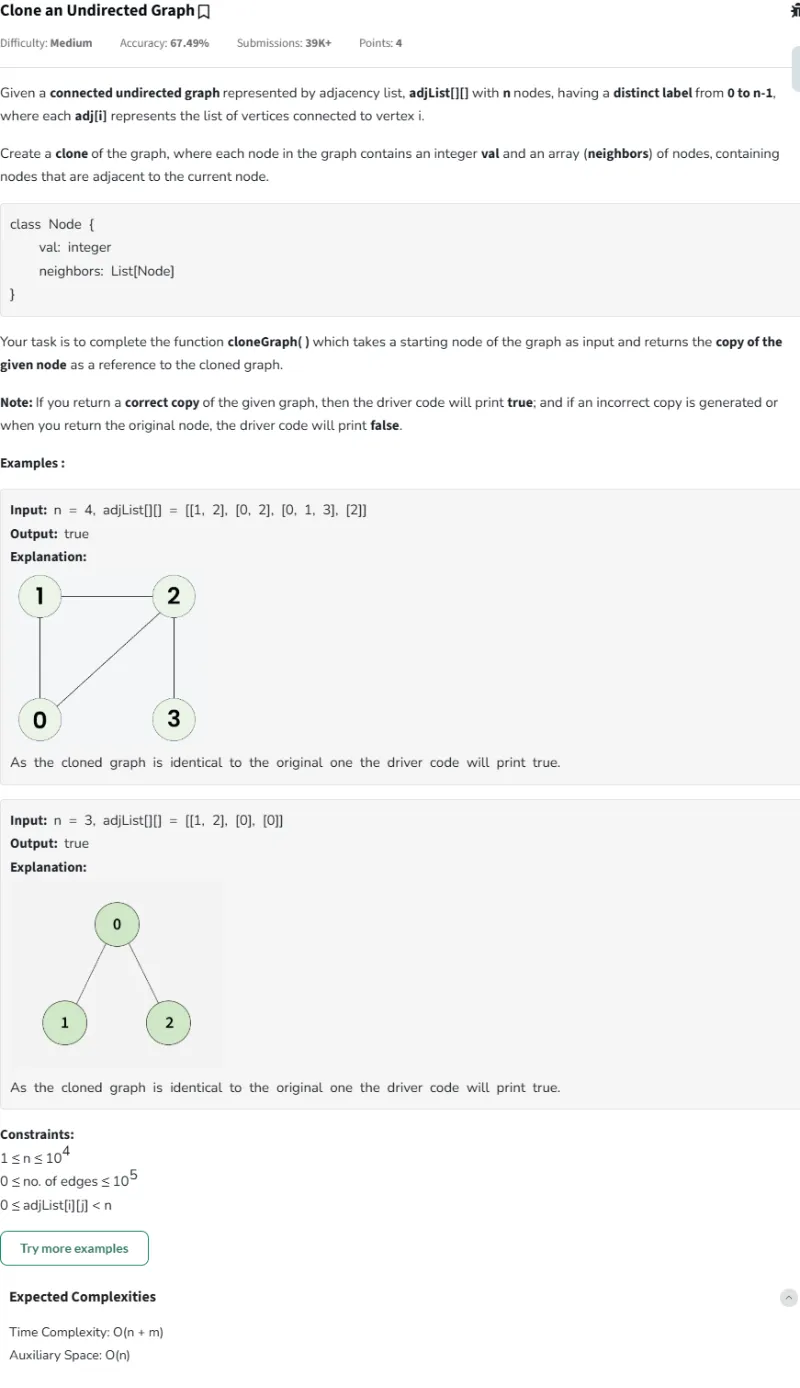 Clone an Undirected Graph
Difficulty: Medium Accuracy: 67.49% Submissions: 39K+ Points: 4
Given a connected undirected graph represented by adjacency list, adjList[][] with n nodes, having a distinct label from 0 to n-1,
where each adj[i] represents the list of vertices connected to vertex i.
Create a clone of the graph, where each node in the graph contains an integer val and an array (neighbors) of nodes, containing
nodes that are adjacent to the current node.
class Node {
val: integer
neighbors: List[Node]
}
Your task is to complete the function cloneGraph( ) which takes a starting node of the graph as input and returns the copy of the
given node as a reference to the cloned graph.
Note: If you return a correct copy of the given graph, then the driver code will print true; and if an incorrect copy is generated or
when you return the original node, the driver code will print false.
Examples :
Input: n = 4, adjList[][] = [[1, 2], [0, 2], [0, 1, 3], [2]]
Output: true
Explanation:
1 2
0 3
As the cloned graph is identical to the original one the driver code will print true.
Input: n = 3, adjList[][] = [[1, 2], [0], [0]]
Output: true
Explanation:
0
1 2
As the cloned graph is identical to the original one the driver code will print true.
Constraints:
1 ≤ n ≤ 10^4
0 ≤ no. of edges ≤ 10^5
0 ≤ adjList[i][j] < n
Try more examples
Expected Complexities
Time Complexity: O(n + m)
Auxiliary Space: O(n)